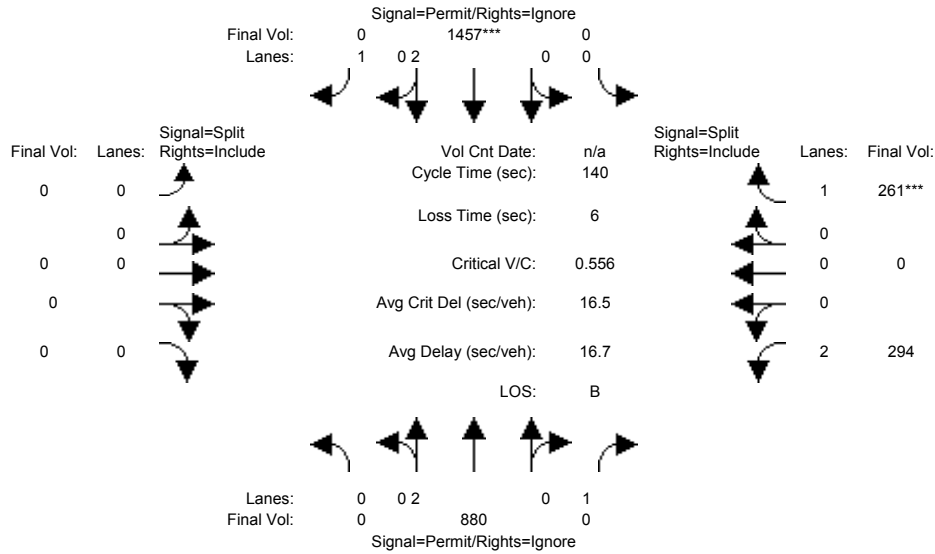 Signal=Permit/Rights=Ignore
Final Vol: 0 1457*** 0
Lanes: 1 0 2 0 0
Signal=Split Signal=Split
Final Vol: Lanes: Rights=Include Vol Cnt Date: n/a Rights=Include Lanes: Final Vol:
Cycle Time (sec): 140
0 0 1 261***
Loss Time (sec): 6
0 0
0 0 Critical V/C: 0.556 0 0
0 Avg Crit Del (sec/veh): 16.5 0
0 0 Avg Delay (sec/veh): 16.7 2 294
LOS: B
Lanes: 0 0 2 0 1
Final Vol: 0 880 0
Signal=Permit/Rights=Ignore